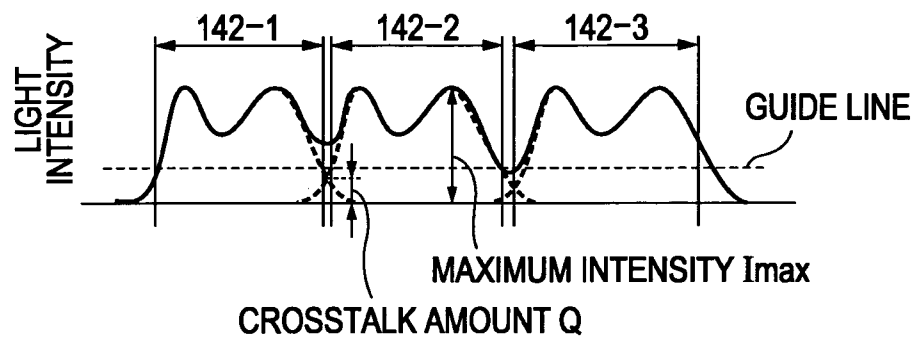 142-1
142-2
142-3
LIGHT
INTENSITY
GUIDE LINE
MAXIMUM INTENSITY Imax
CROSSTALK AMOUNT Q